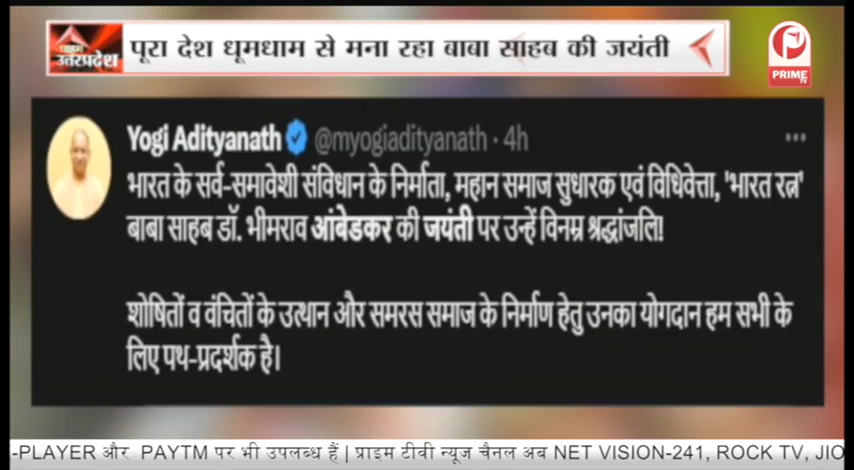 प्राइम
उत्तरप्रदेश
पूरा देश धूमधाम से मना रहा बाबा साहब की जयंती
PRIME
TV
Yogi Adityanath @myogiadityanath · 4h
भारत के सर्व-समावेशी संविधान के निर्माता, महान समाज सुधारक एवं विधिवेत्ता, 'भारत रत्न'
बाबा साहब डॉ. भीमराव आंबेडकर की जयंती पर उन्हें विनम्र श्रद्धांजलि!
शोषितों व वंचितों के उत्थान और समरस समाज के निर्माण हेतु उनका योगदान हम सभी के
लिए पथ-प्रदर्शक है।
-PLAYER और PAYTM पर भी उपलब्ध हैं | प्राइम टीवी न्यूज चैनल अब NET VISION-241, ROCK TV, JIO